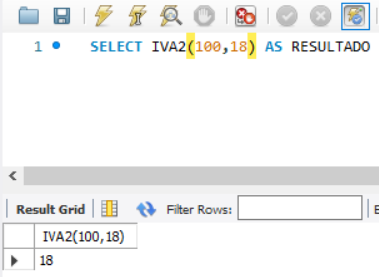 1 SELECT IVA2(100,18) AS RESULTADO
Result Grid Filter Rows:
IVA2(100,18)
18